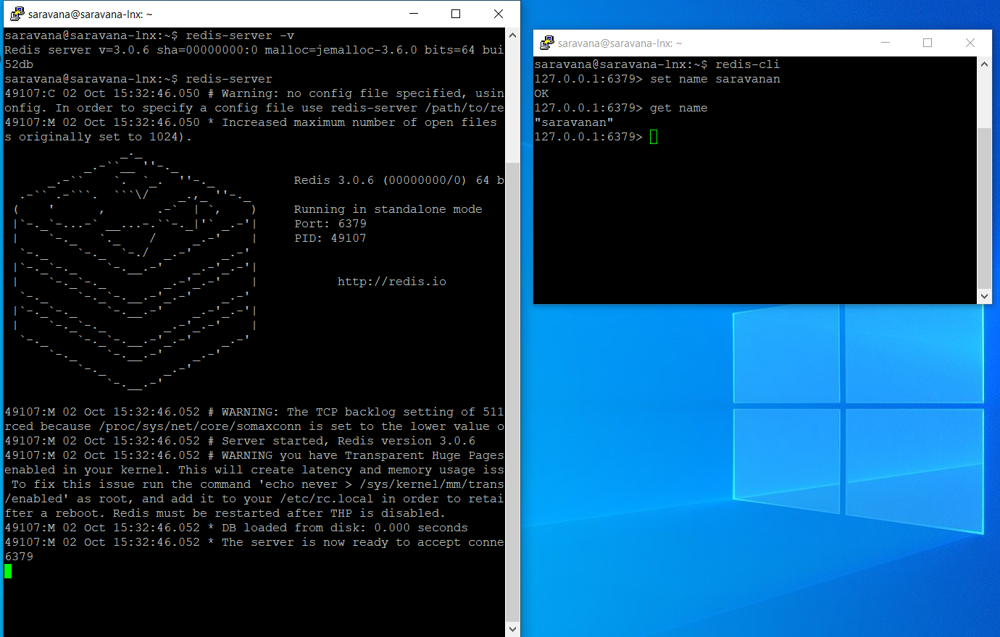 saravana@saravana-lnx: ~
saravana@saravana-lnx:~$ redis-server -v
Redis server v=3.0.6 sha=00000000:0 malloc=jemalloc-3.6.0 bits=64 bui
52db
saravana@saravana-lnx:~$ redis-server
49107:C 02 Oct 15:32:46.050 # Warning: no config file specified, usin
onfig. In order to specify a config file use redis-server /path/to/re
49107:M 02 Oct 15:32:46.050 * Increased maximum number of open files
s originally set to 1024).
Redis 3.0.6 (00000000/0) 64 b
Running in standalone mode
Port: 6379
PID: 49107
http://redis.io
49107:M 02 Oct 15:32:46.052 # WARNING: The TCP backlog setting of 511
rced because /proc/sys/net/core/somaxconn is set to the lower value o
49107:M 02 Oct 15:32:46.052 # Server started, Redis version 3.0.6
49107:M 02 Oct 15:32:46.052 # WARNING you have Transparent Huge Pages
enabled in your kernel. This will create latency and memory usage iss
To fix this issue run the command 'echo never > /sys/kernel/mm/trans
/enabled' as root, and add it to your /etc/rc.local in order to retai
fter a reboot. Redis must be restarted after THP is disabled.
49107:M 02 Oct 15:32:46.052 * DB loaded from disk: 0.000 seconds
49107:M 02 Oct 15:32:46.052 * The server is now ready to accept conne
6379
saravana@saravana-lnx: ~
saravana@saravana-lnx:~$ redis-cli
127.0.0.1:6379> set name saravanan
OK
127.0.0.1:6379> get name
"saravanan"
127.0.0.1:6379>